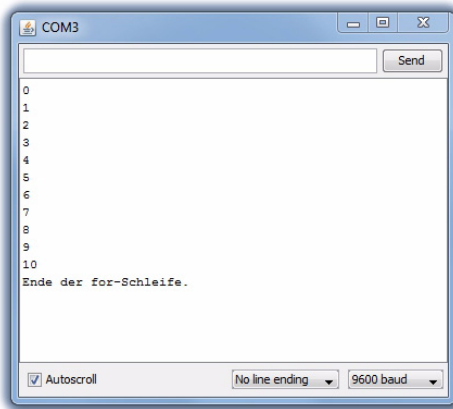 COM3
Send
0
1
2
3
4
5
6
7
8
9
10
Ende der for-Schleife.
Autoscroll
No line ending
9600 baud